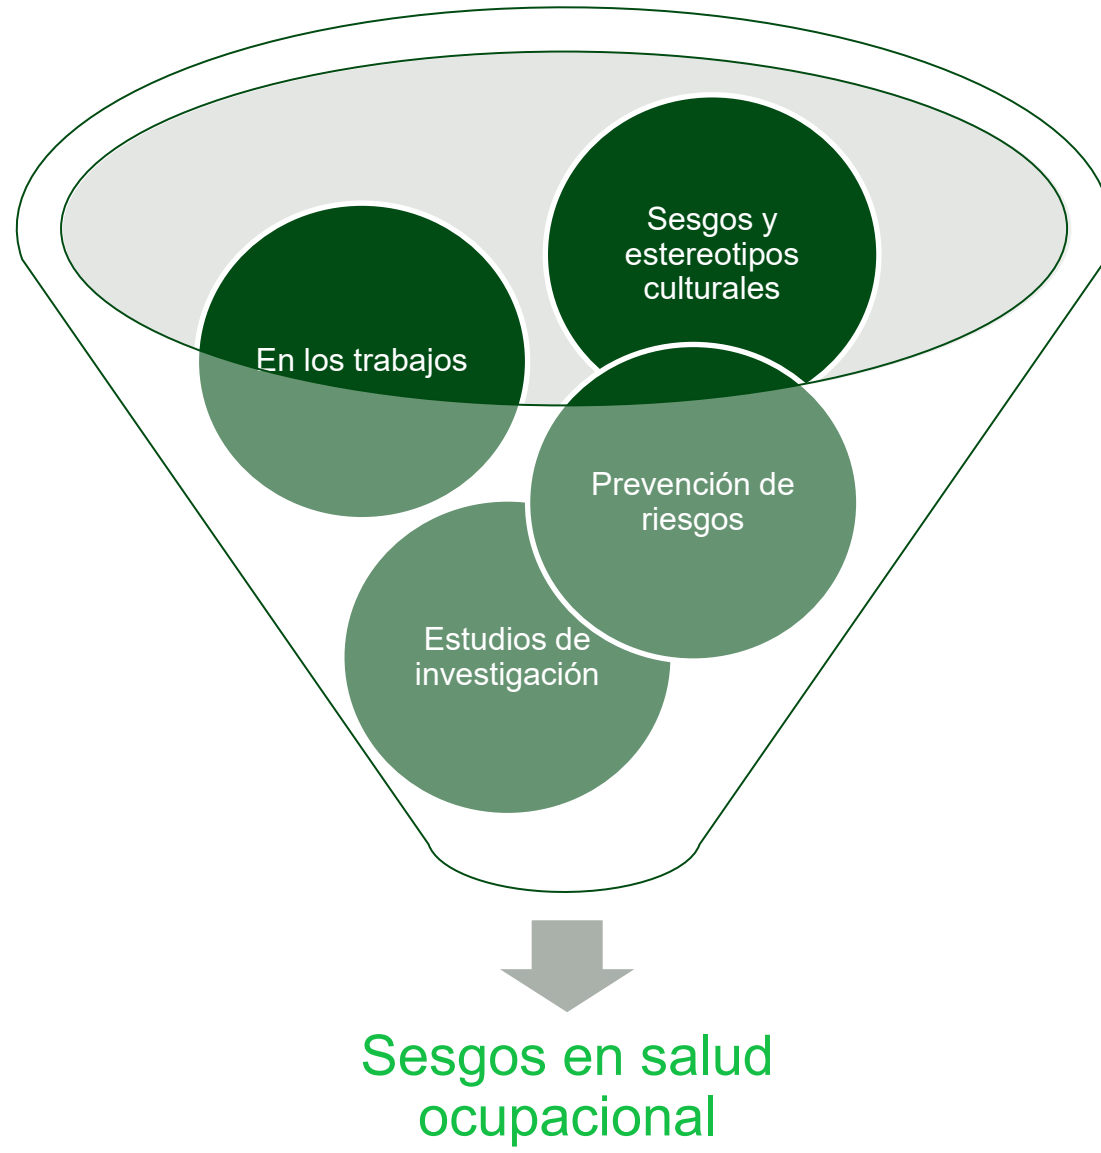 Sesgos y
estereotipos
culturales
En los trabajos
Prevención de
riesgos
Estudios de
investigación
Sesgos en salud
ocupacional